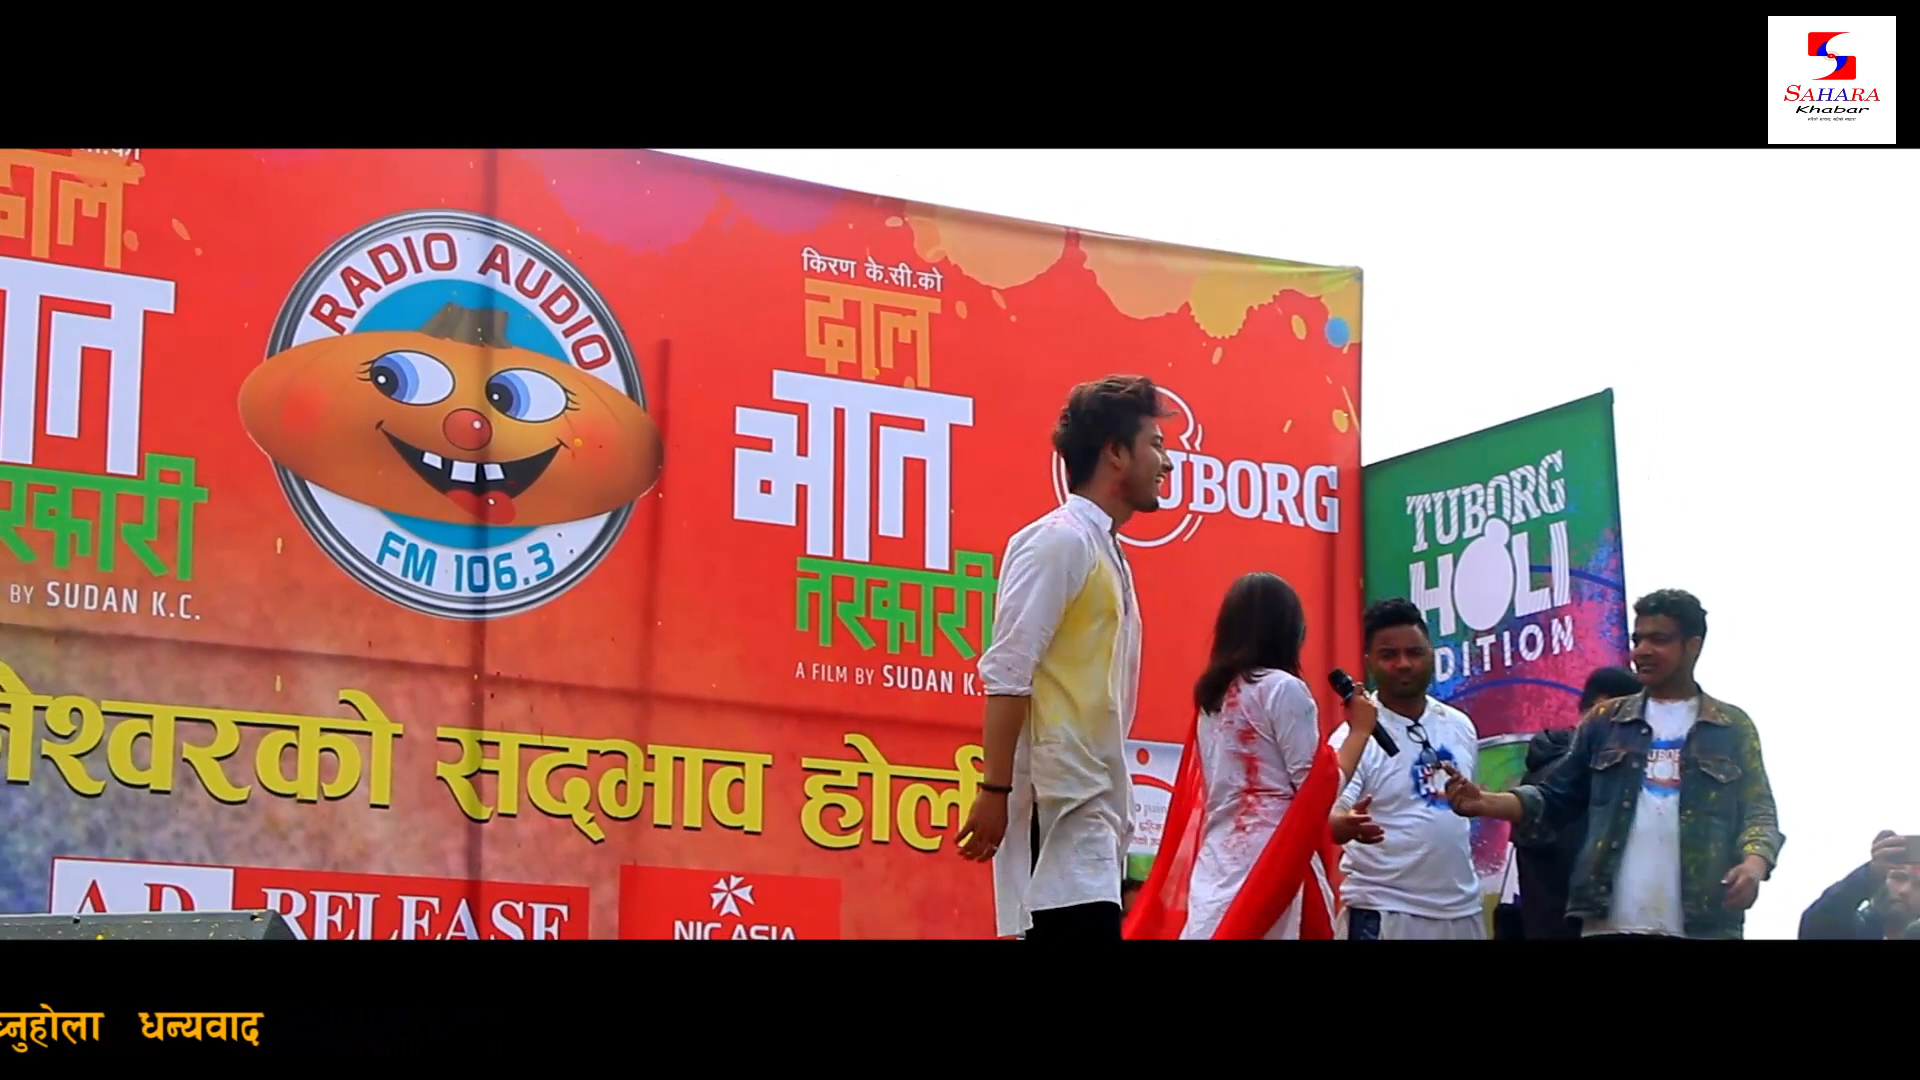 SAHARA
Khabar
दाल
भात
तरकारी
BY SUDAN K.C.
RADIO AUDIO
FM 106.3
किरण के.सी.को
दाल
भात
तरकारी
A FILM BY SUDAN K.
TUBORG
TUBORG
HOLI
EDITION
नेश्वरको सद्भाव होली
A.D. RELEASE
NIC ASIA
नुहोला धन्यवाद